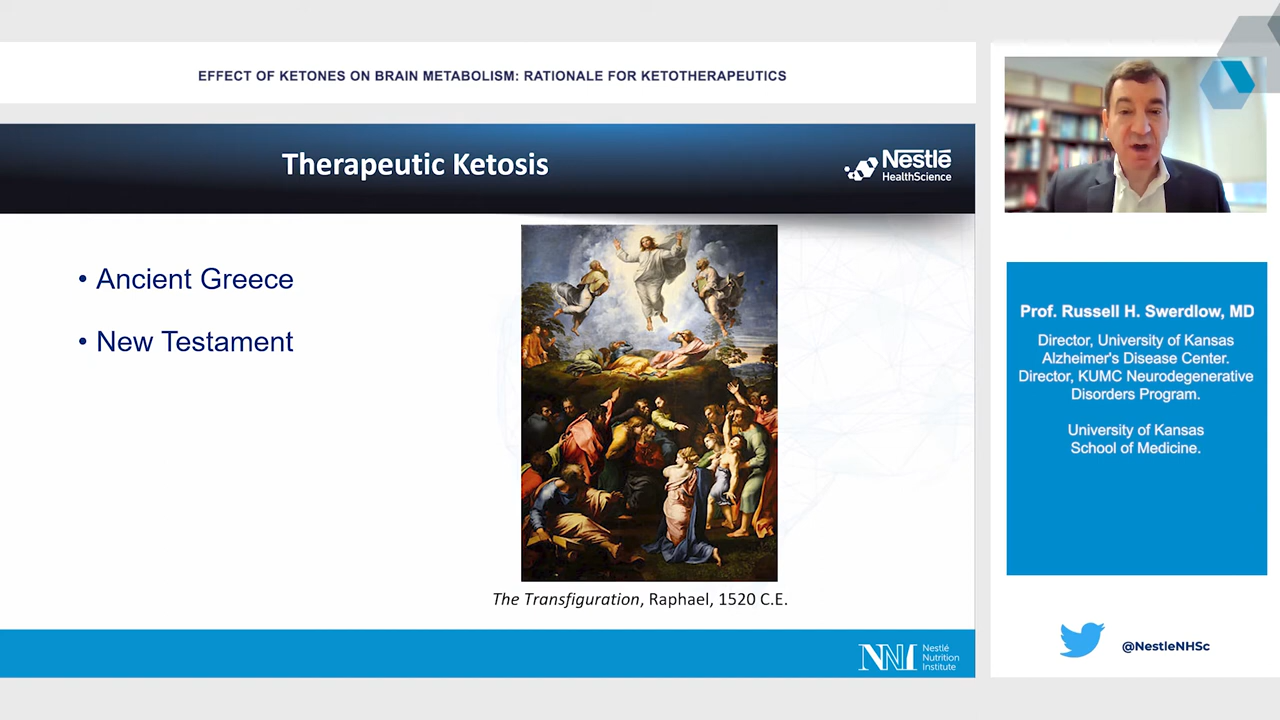 EFFECT OF KETONES ON BRAIN METABOLISM: RATIONALE FOR KETOTHERAPEUTICS
Therapeutic Ketosis
Nestlé
HealthScience
• Ancient Greece
• New Testament
The Transfiguration, Raphael, 1520 C.E.
NNI
Nestlé
Nutrition
Institute
Prof. Russell H. Swerdlow, MD
Director, University of Kansas
Alzheimer's Disease Center.
Director, KUMC Neurodegenerative
Disorders Program.
University of Kansas
School of Medicine.
@NestleNHSc